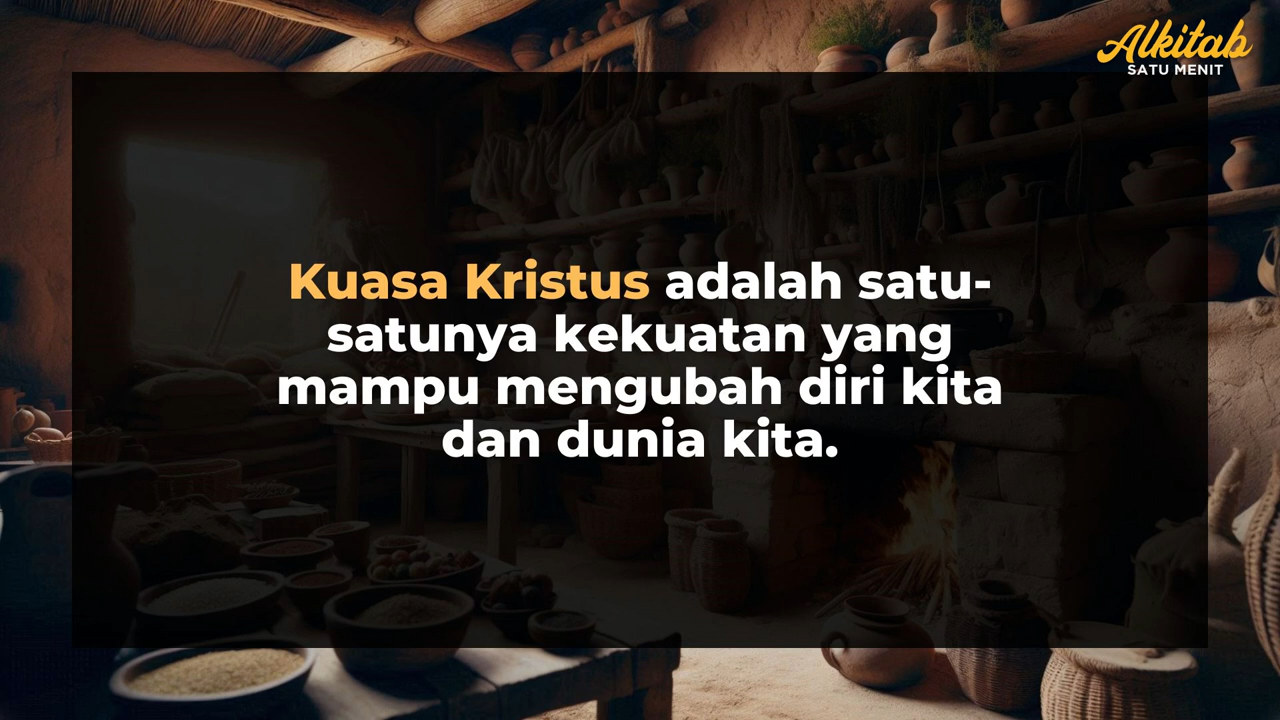 Alkitab
SATU MENIT
Kuasa Kristus adalah satu-
satunya kekuatan yang
mampu mengubah diri kita
dan dunia kita.